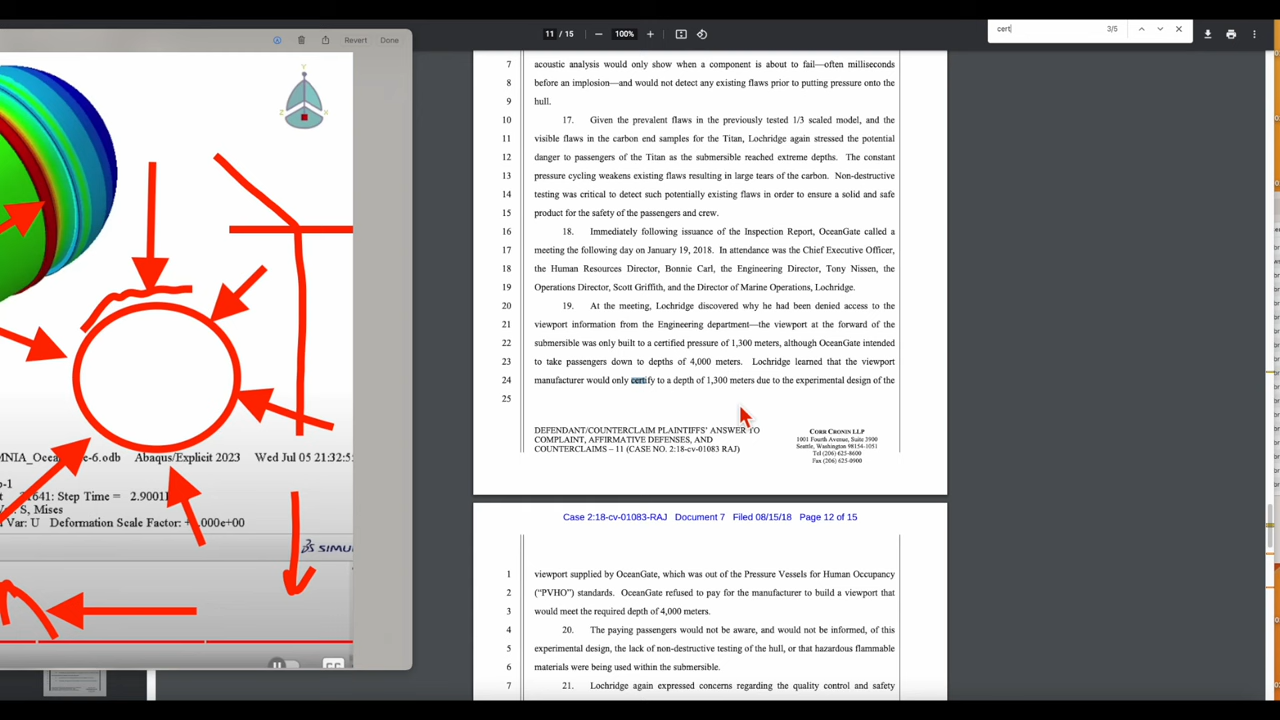 Revert Done
Y
Z X
MNIA_Ocea e-6.odb Abaqus/Explicit 2023 Wed Jul 05 21:32:5
p-1
1641: Step Time = 2.9001
Var: S, Mises
d Var: U Deformation Scale Factor: + .000e+00
SIMU
11 / 15 100%
cert 3/5
7 acoustic analysis would only show when a component is about to fail—often milliseconds
8 before an implosion—and would not detect any existing flaws prior to putting pressure onto the
9 hull.
10 17. Given the prevalent flaws in the previously tested 1/3 scaled model, and the
11 visible flaws in the carbon end samples for the Titan, Lochridge again stressed the potential
12 danger to passengers of the Titan as the submersible reached extreme depths. The constant
13 pressure cycling weakens existing flaws resulting in large tears of the carbon. Non-destructive
14 testing was critical to detect such potentially existing flaws in order to ensure a solid and safe
15 product for the safety of the passengers and crew.
16 18. Immediately following issuance of the Inspection Report, OceanGate called a
17 meeting the following day on January 19, 2018. In attendance was the Chief Executive Officer,
18 the Human Resources Director, Bonnie Carl, the Engineering Director, Tony Nissen, the
19 Operations Director, Scott Griffith, and the Director of Marine Operations, Lochridge.
20 19. At the meeting, Lochridge discovered why he had been denied access to the
21 viewport information from the Engineering department—the viewport at the forward of the
22 submersible was only built to a certified pressure of 1,300 meters, although OceanGate intended
23 to take passengers down to depths of 4,000 meters. Lochridge learned that the viewport
24 manufacturer would only certify to a depth of 1,300 meters due to the experimental design of the
25
DEFENDANT/COUNTERCLAIM PLAINTIFFS' ANSWER TO
COMPLAINT, AFFIRMATIVE DEFENSES, AND
COUNTERCLAIMS – 11 (CASE NO. 2:18-cv-01083 RAJ)
CORR CRONIN LLP
1001 Fourth Avenue, Suite 3900
Seattle, Washington 98154-1051
Tel (206) 625-8600
Fax (206) 625-0900
Case 2:18-cv-01083-RAJ Document 7 Filed 08/15/18 Page 12 of 15
1 viewport supplied by OceanGate, which was out of the Pressure Vessels for Human Occupancy
2 ("PVHO") standards. OceanGate refused to pay for the manufacturer to build a viewport that
3 would meet the required depth of 4,000 meters.
4 20. The paying passengers would not be aware, and would not be informed, of this
5 experimental design, the lack of non-destructive testing of the hull, or that hazardous flammable
6 materials were being used within the submersible.
7 21. Lochridge again expressed concerns regarding the quality control and safety